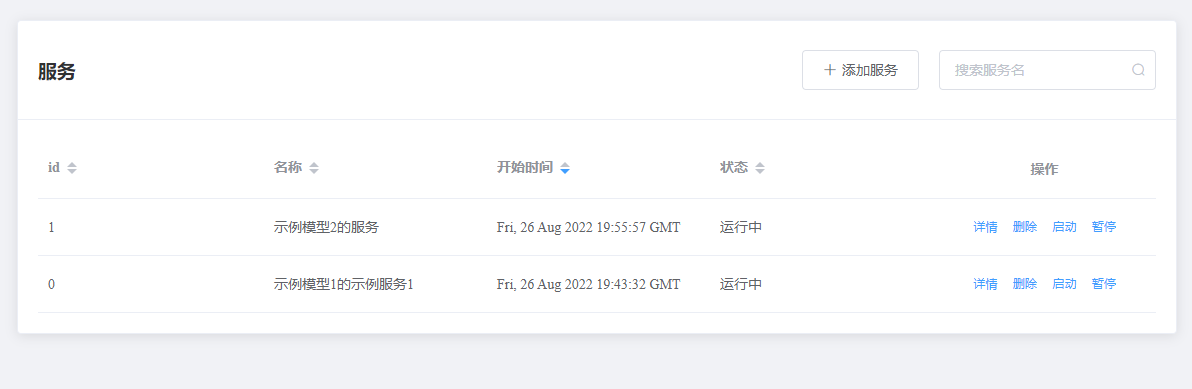 服务 添加服务 搜索服务名
id 名称 开始时间 状态 操作
1 示例模型2的服务 Fri, 26 Aug 2022 19:55:57 GMT 运行中 详情 删除 启动 暂停
0 示例模型1的示例服务1 Fri, 26 Aug 2022 19:43:32 GMT 运行中 详情 删除 启动 暂停